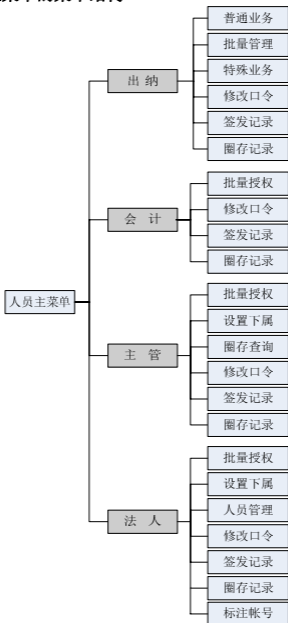 普通业务
批量管理
特殊业务
出 纳
修改口令
签发记录
圈存记录
批量授权
修改口令
会 计
签发记录
圈存记录
人员主菜单
批量授权
设置下属
圈存查询
主 管
修改口令
签发记录
圈存记录
批量授权
设置下属
人员管理
法 人
修改口令
签发记录
圈存记录
标注帐号